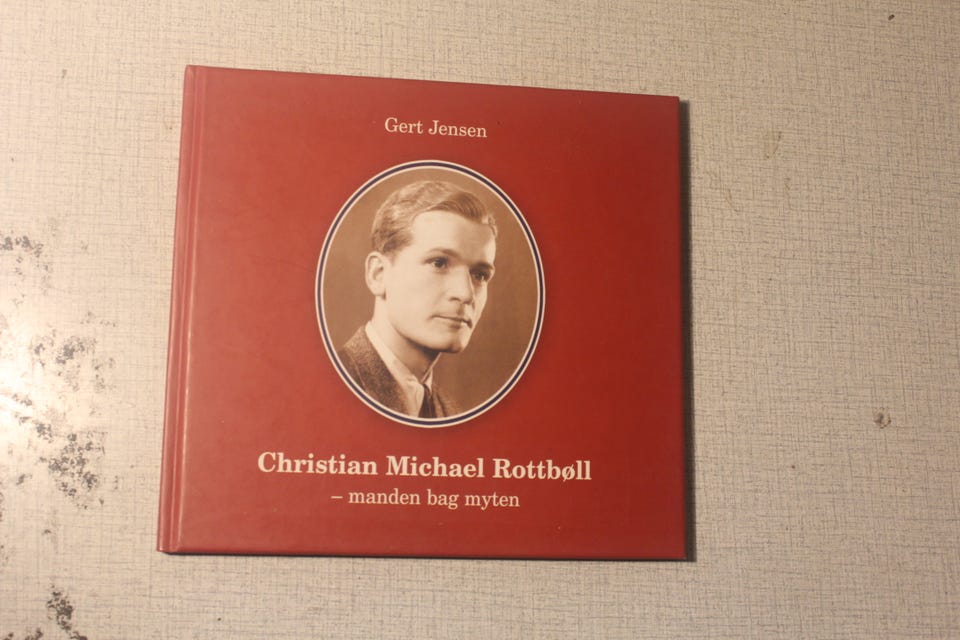 Gert Jensen
Christian Michael Rottbøll
– manden bag myten